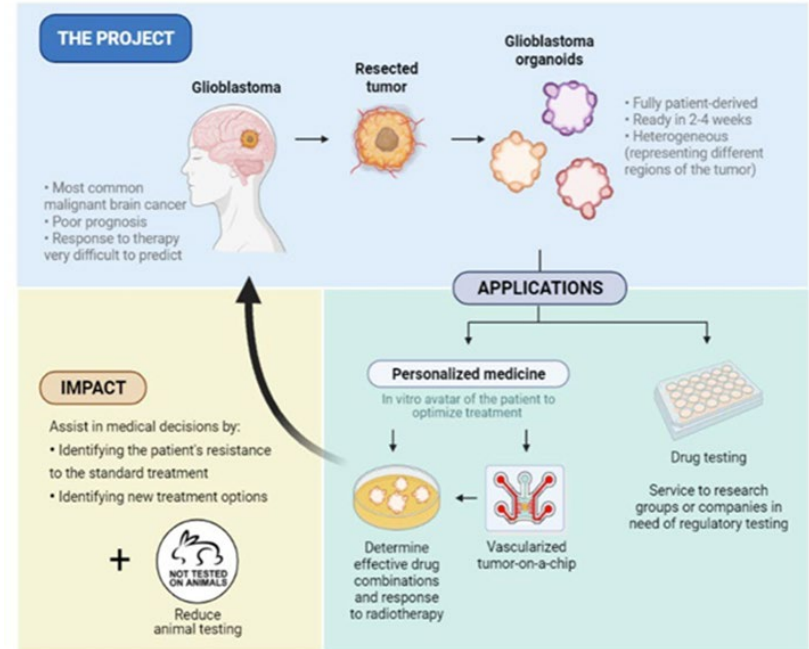 THE PROJECT
Glioblastoma
Resected
tumor
Glioblastoma
organoids
• Most common
malignant brain cancer
• Poor prognosis
• Response to therapy
very difficult to predict
• Fully patient-derived
• Ready in 2-4 weeks
• Heterogeneous
(representing different
regions of the tumor)
APPLICATIONS
Personalized medicine
In vitro avatar of the patient to
optimize treatment
Determine
effective drug
combinations
and response
to radiotherapy
Vascularized
tumor-on-a-chip
Drug testing
Service to research
groups or companies in
need of regulatory testing
IMPACT
Assist in medical decisions by:
• Identifying the patient's resistance
to the standard treatment
• Identifying new treatment options
+
NOT TESTED
ON ANIMALS
Reduce
animal testing